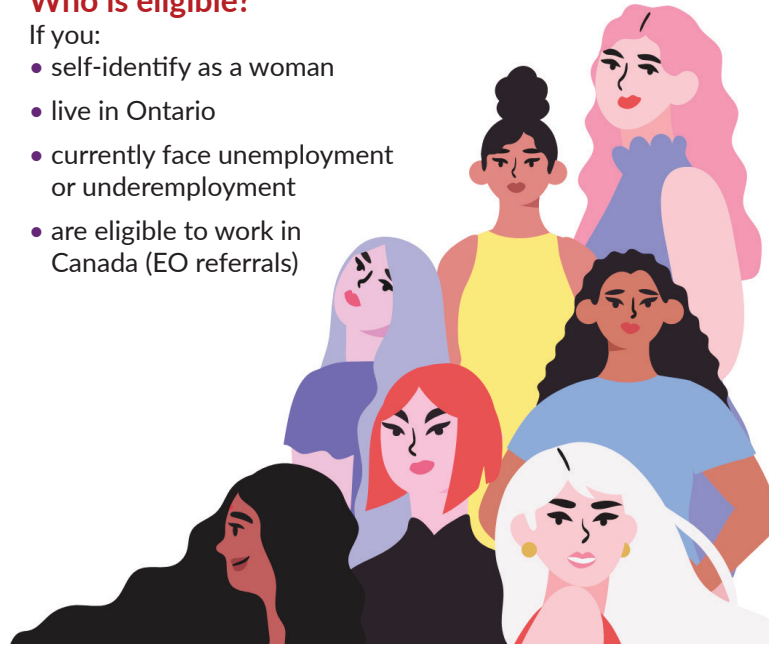 Who is eligible?
If you:
• self-identify as a woman
• live in Ontario
• currently face unemployment
or underemployment
• are eligible to work in
Canada (EO referrals)